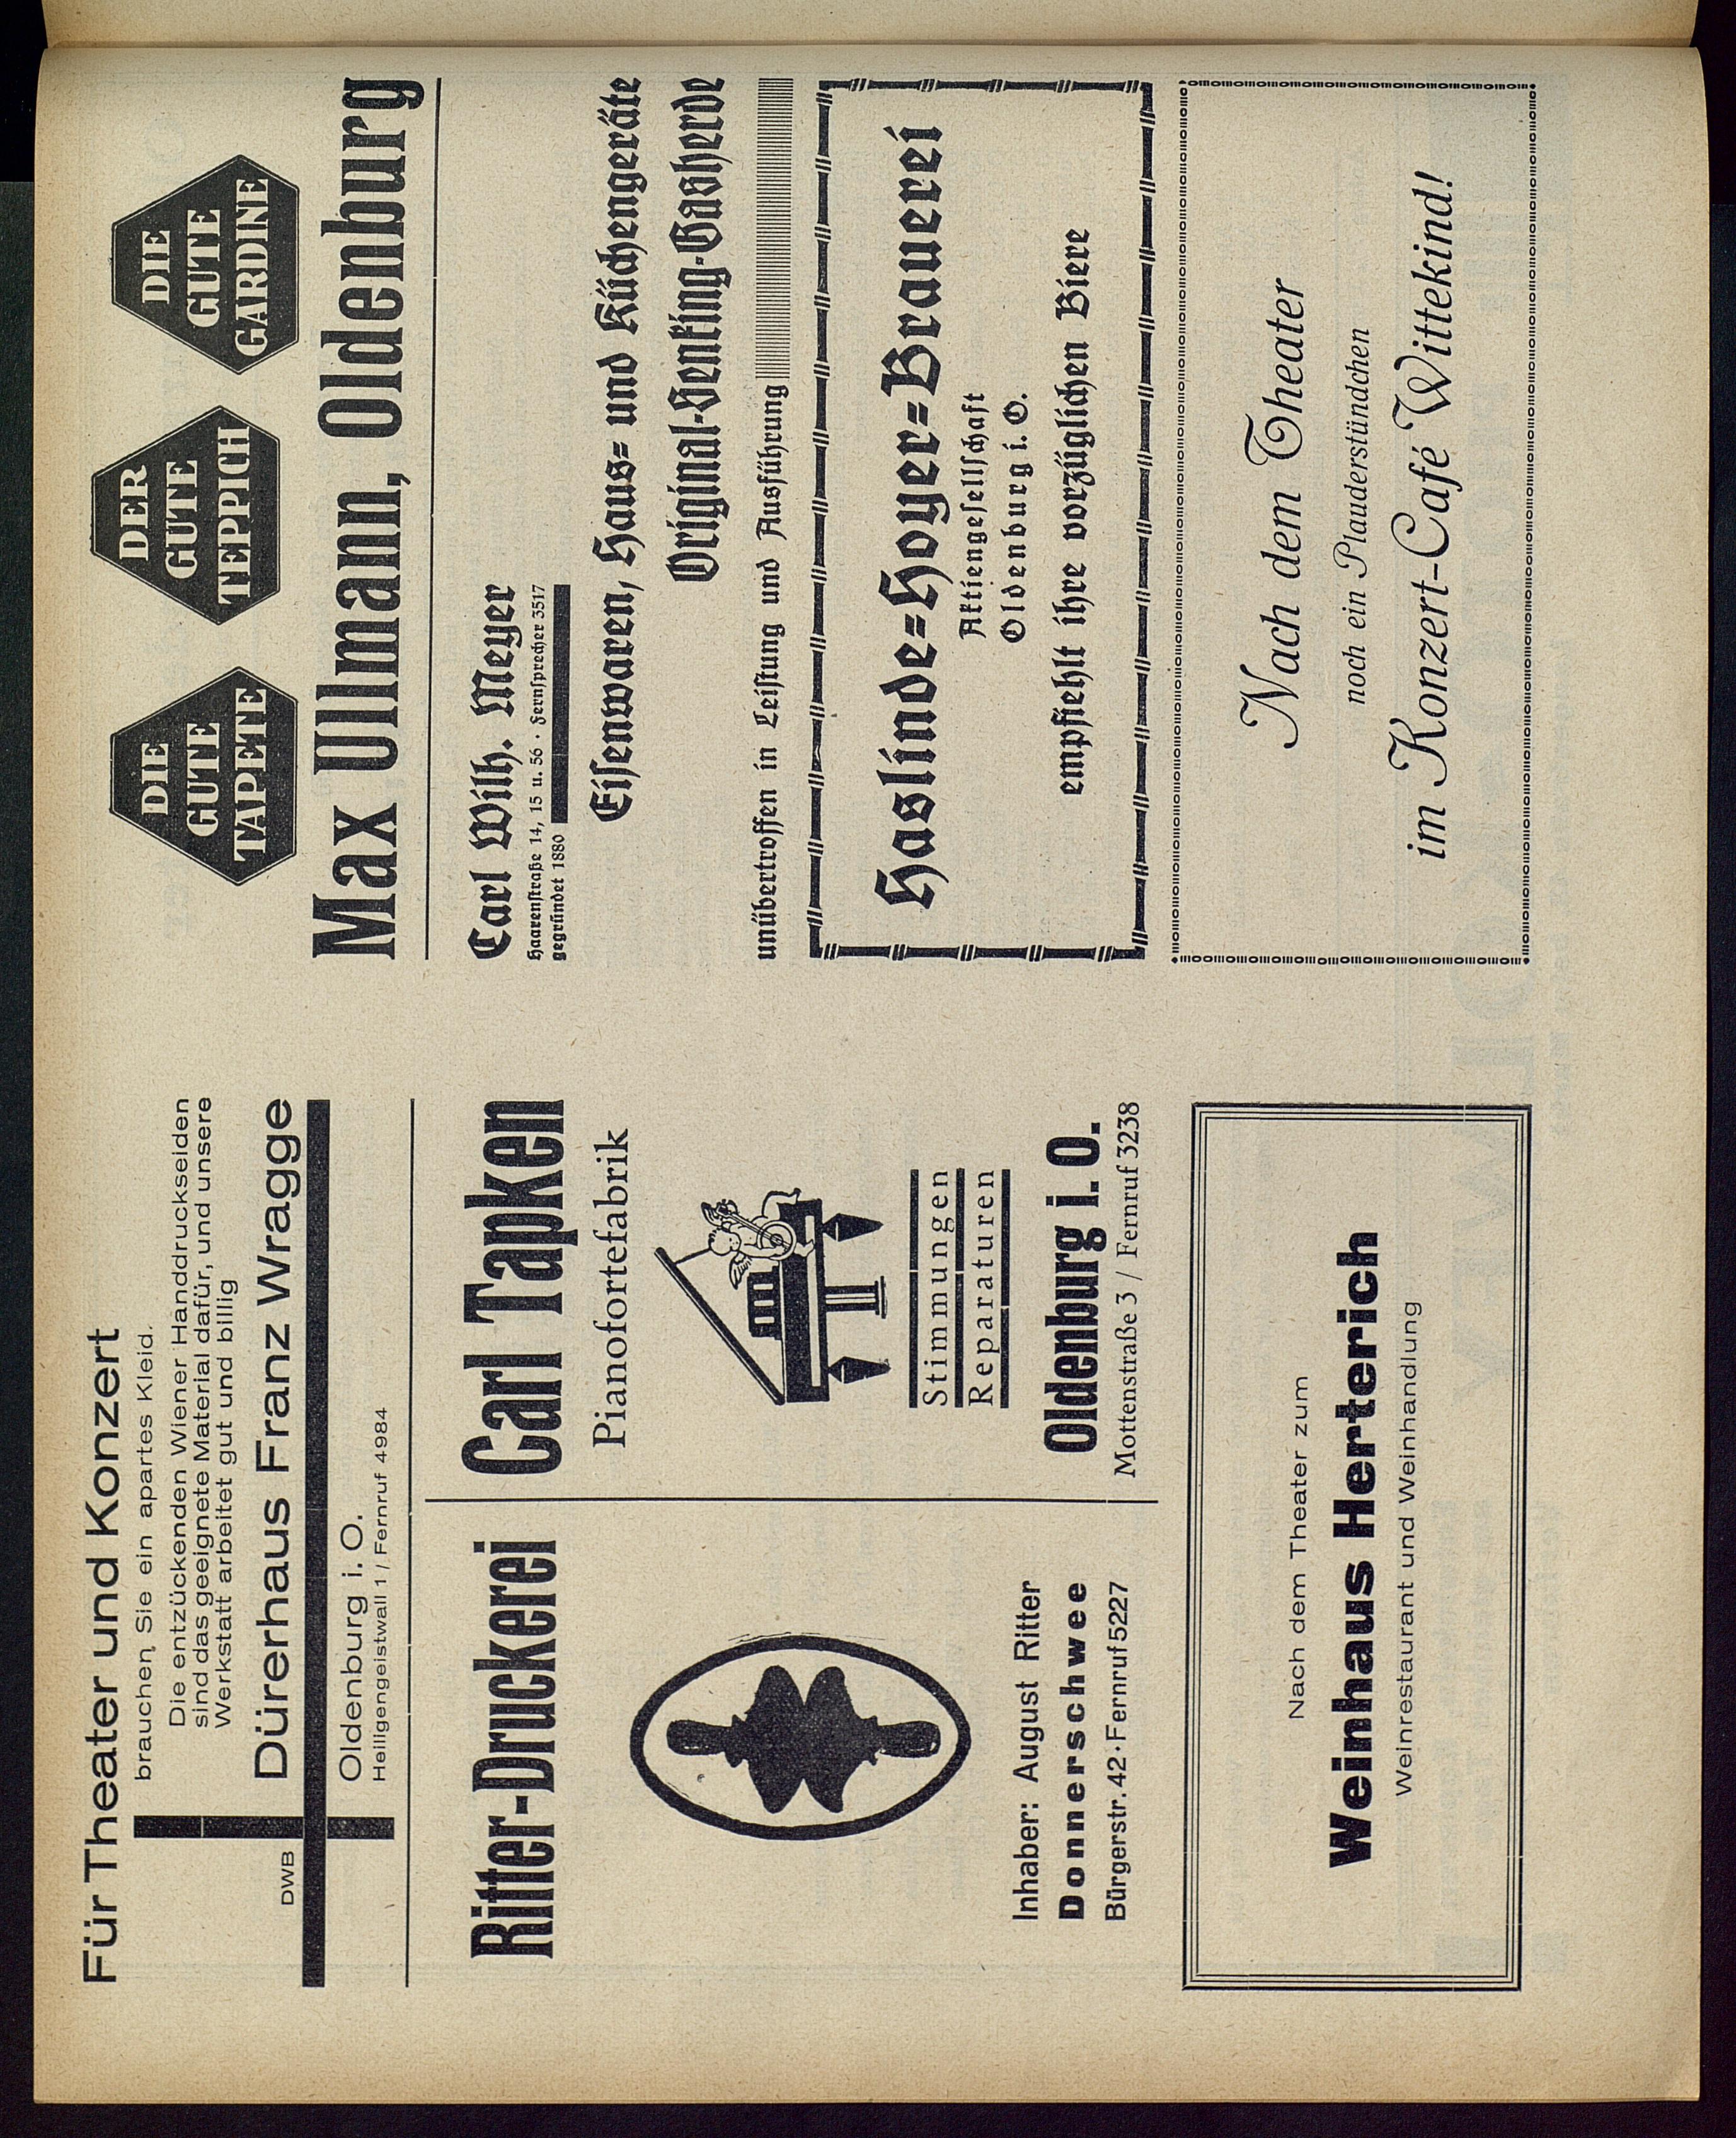 Für Theater und Konzert
brauchen Sie ein apartes Kleid.
Die entzückenden Wiener Handdruckseiden
sind das geeignete Material dafür, und unsere
Werkstatt arbeitet gut und billig
DWB
Dürerhaus Franz Wragge
Oldenburg i. O.
Heiligengeistwall 1 / Fernruf 4984
Ritter-Druckerei
Inhaber: August Ritter
Donnerschwee
Bürgerstr. 42 · Fernruf 5227
Carl Tapken
Pianofortefabrik
Stimmungen
Reparaturen
Oldenburg i. O.
Mottenstraße 3 / Fernruf 3238
Nach dem Theater zum
Weinhaus Herterich
Weinrestaurant und Weinhandlung
DIE
GUTE
TAPETE
DER
GUTE
TEPPICH
DIE
GUTE
GARDINE
Max Ullmann, Oldenburg
Carl Wilh. Meyer
Haarenstraße 14, 15 u. 56 · Fernsprecher 3517
gegründet 1880
Eisenwaren, Haus- und Küchengeräte
Original-Senking-Gasherde
unübertroffen in Leistung und Ausführung
Haslinde-Hoyer-Brauerei
Aktiengesellschaft
Oldenburg i. O.
empfiehlt ihre vorzüglichen Biere
Nach dem Theater
noch ein Plauderstündchen
im Konzert-Café Wittekind!